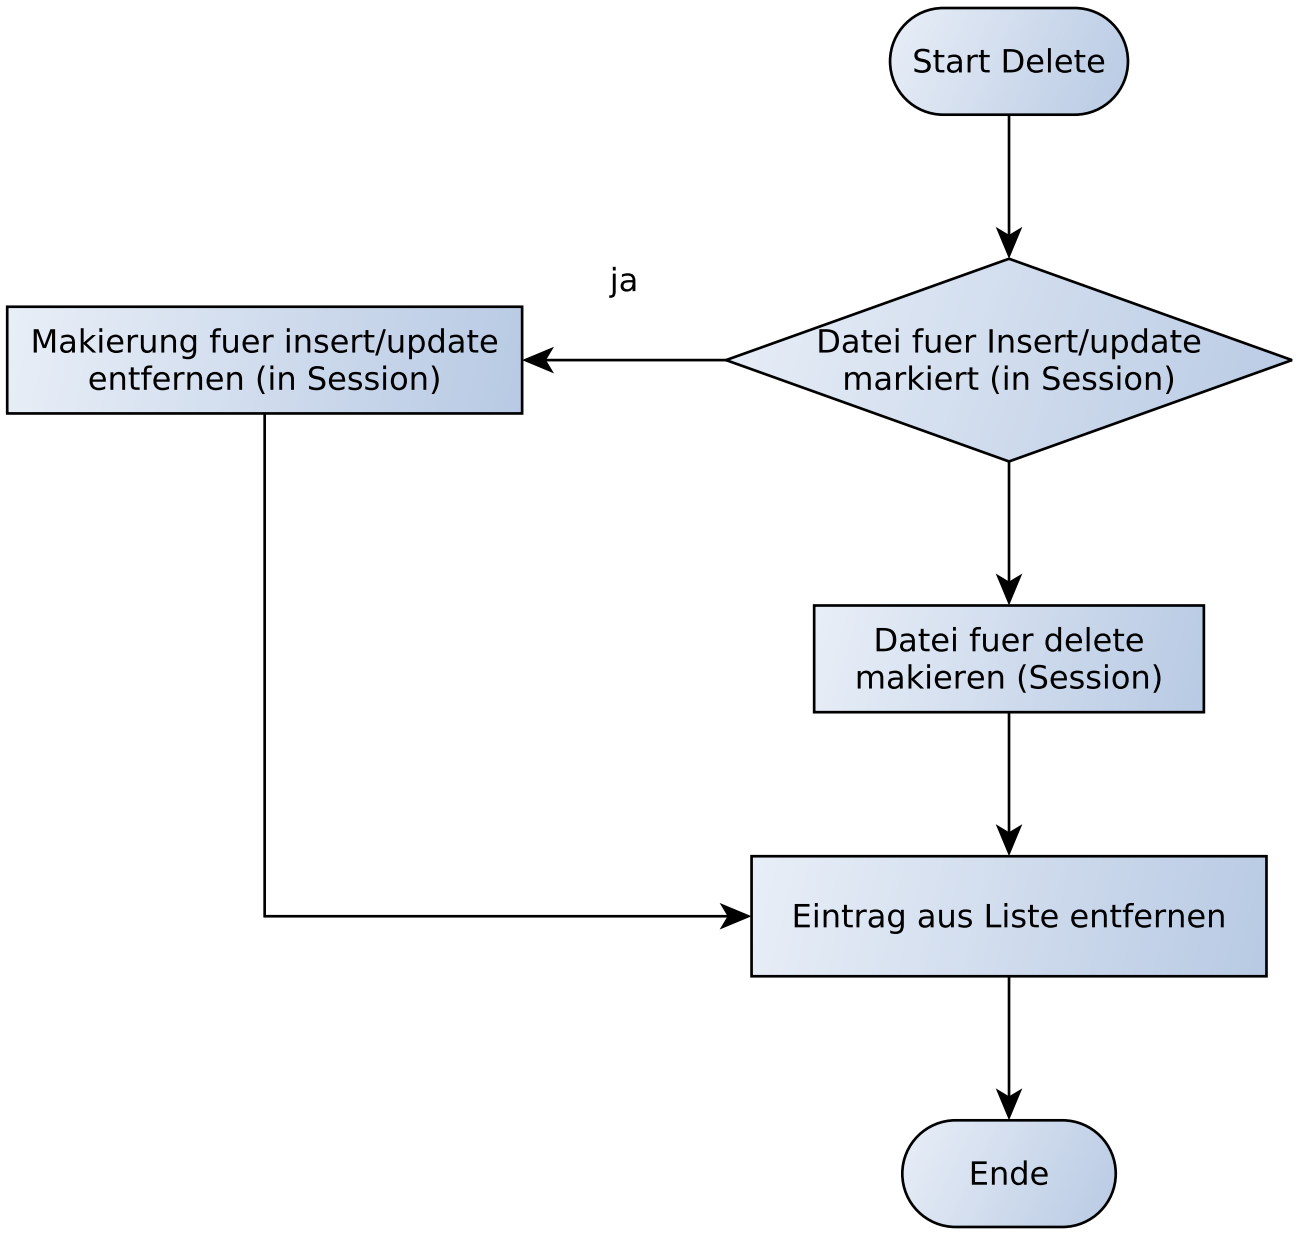 Start Delete
ja
Makierung fuer insert/update
entfernen (in Session)
Datei fuer Insert/update
markiert (in Session)
Datei fuer delete
makieren (Session)
Eintrag aus Liste entfernen
Ende